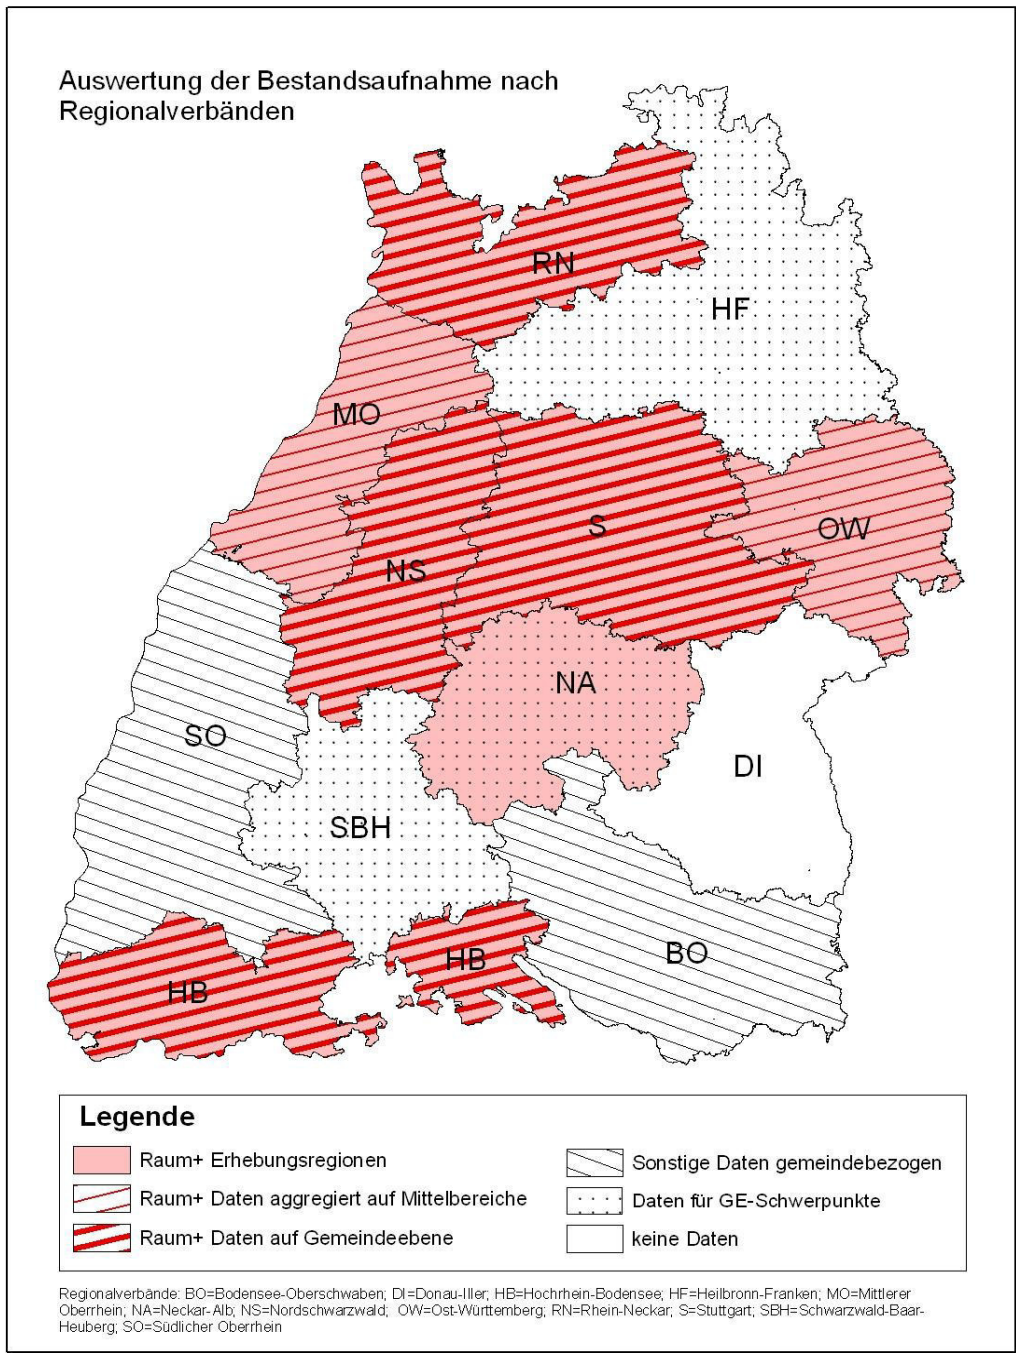 Auswertung der Bestandsaufnahme nach
Regionalverbänden
RN
HF
MO
S
OW
NS
NA
SO
DI
SBH
BO
HB
HB
Legende
Raum+ Erhebungsregionen
Raum+ Daten aggregiert auf Mittelbereiche
Raum+ Daten auf Gemeindeebene
Sonstige Daten gemeindebezogen
Daten für GE-Schwerpunkte
keine Daten
Regionalverbände: BO=Bodensee-Oberschwaben; DI=Donau-Iller; HB=Hochrhein-Bodensee; HF=Heilbronn-Franken; MO=Mittlerer
Oberrhein; NA=Neckar-Alb; NS=Nordschwarzwald; OW=Ost-Württemberg; RN=Rhein-Neckar; S=Stuttgart; SBH=Schwarzwald-Baar-
Heuberg; SO=Südlicher Oberrhein